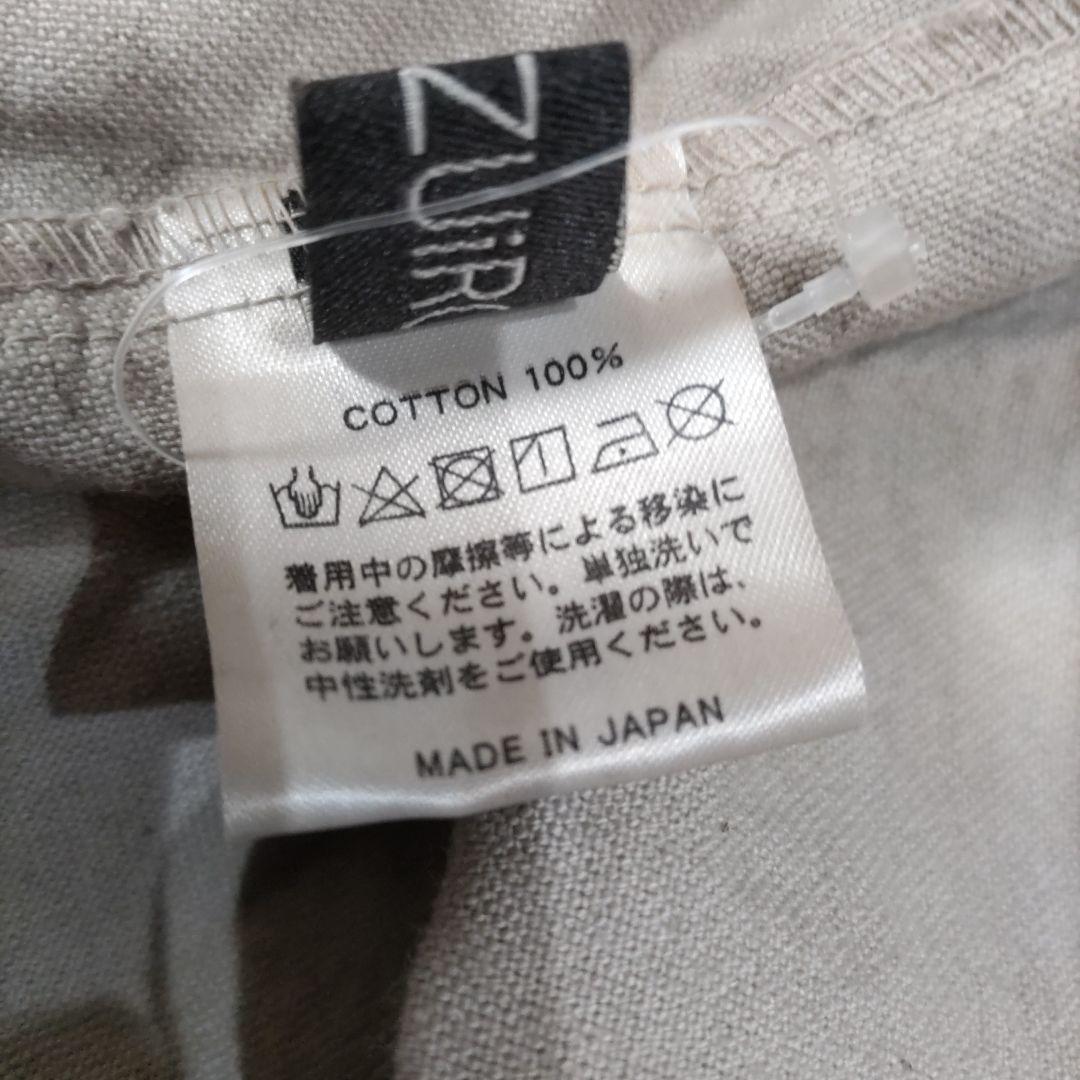 ZUiR
COTTON 100%
着用中の摩擦等による移染に
ご注意ください。単独洗いで
お願いします。洗濯の際は、
中性洗剤をご使用ください。
MADE IN JAPAN